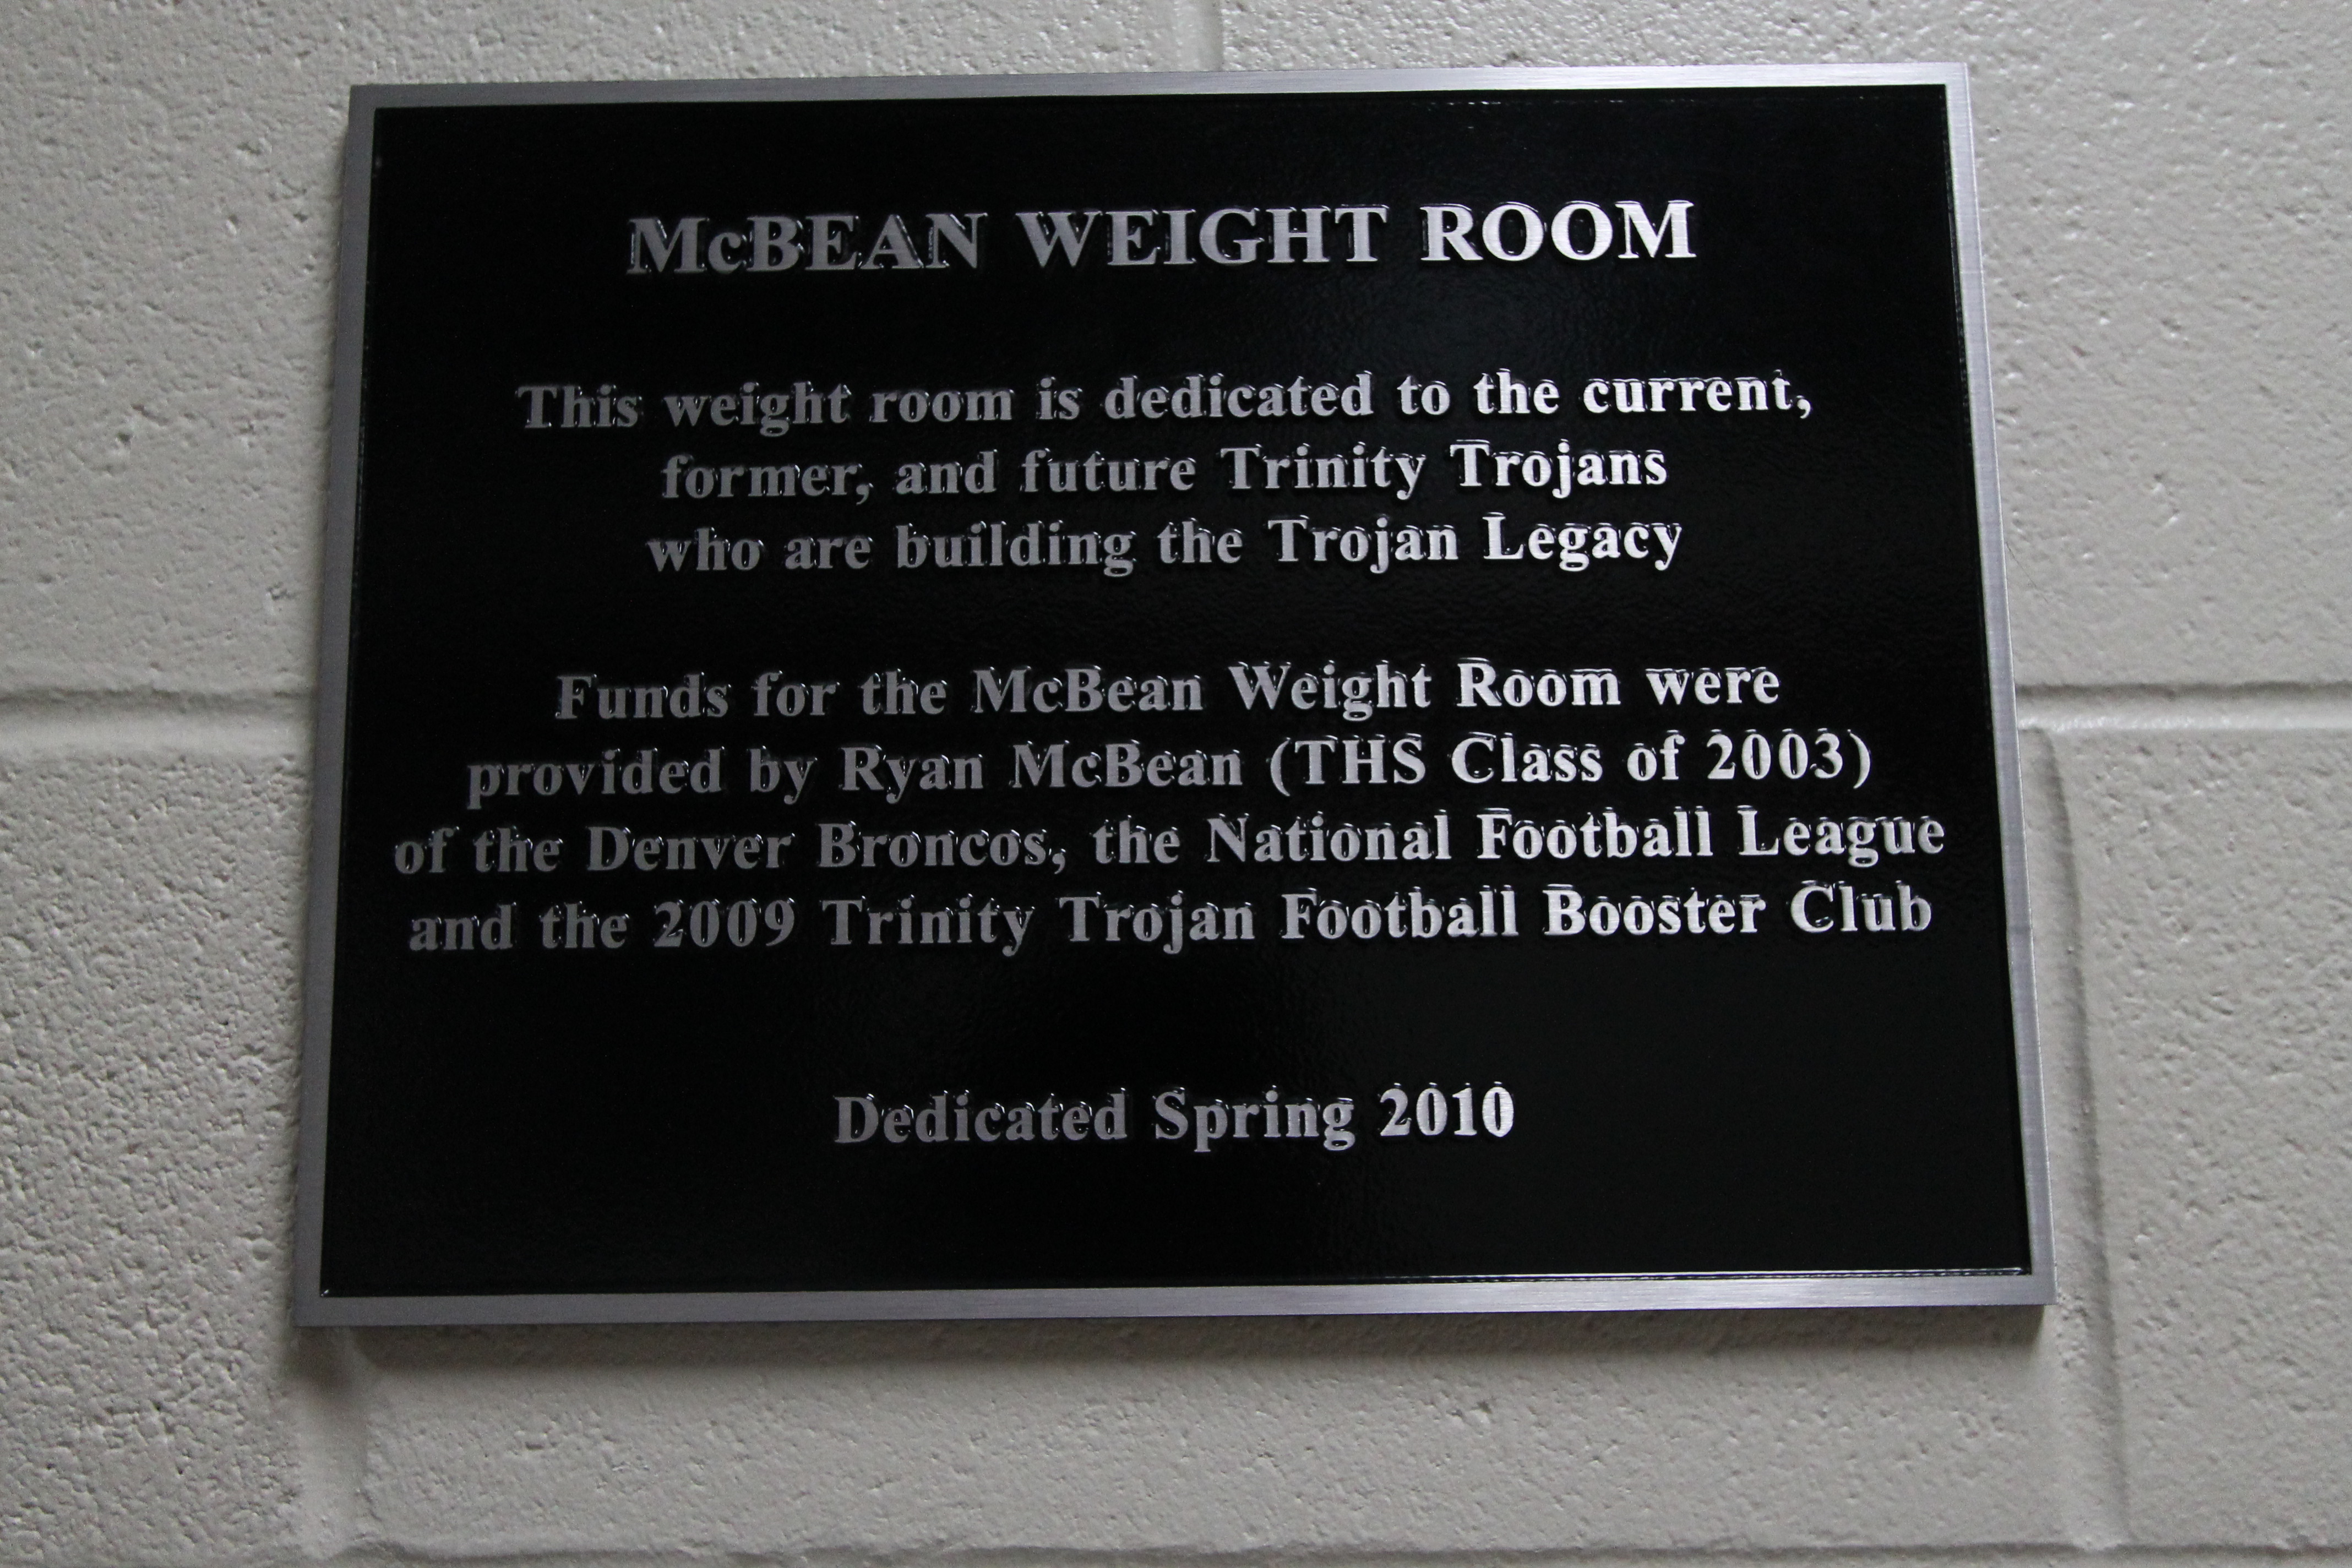 McBEAN WEIGHT ROOM
This weight room is dedicated to the current,
former, and future Trinity Trojans
who are building the Trojan Legacy
Funds for the McBean Weight Room were
provided by Ryan McBean (THS Class of 2003)
of the Denver Broncos, the National Football League
and the 2009 Trinity Trojan Football Booster Club
Dedicated Spring 2010